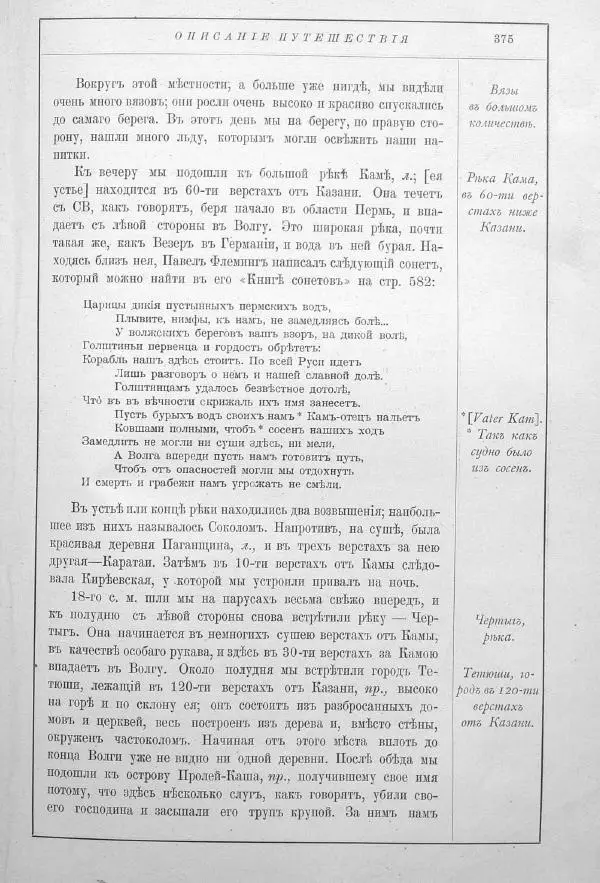 ОПИСАНІЕ ПУТЕШЕСТВІЯ 375
Вокругъ этой мѣстности, а больше уже нигдѣ, мы видѣли
очень много вязовъ; они росли очень высоко и красиво спускались
до самаго берега. Въ этотъ день мы на берегу, по правую сто-
рону, нашли много льду, которымъ могли освѣжить наши на-
питки.
Вязы
въ большомъ
количествѣ.
Къ вечеру мы подошли къ большой рѣкѣ Камѣ, л.; [ея
устье] находится въ 60-ти верстахъ отъ Казани. Она течетъ
съ СВ, какъ говорятъ, беря начало въ области Пермь, и впа-
даетъ съ лѣвой стороны въ Волгу. Это широкая рѣка, почти
такая же, какъ Везеръ въ Германіи, и вода въ ней бурая. На-
ходясь близъ нея, Павелъ Флемингъ написалъ слѣдующій сонетъ,
который можно найти въ его «Книгѣ сонетовъ» на стр. 582:
Рѣка Кама,
въ 60-ти вер-
стахъ ниже
Казани.
Царицы дикія пустынныхъ пермскихъ водъ,
Плывите, нимфы, къ намъ, не замедляясь болѣ...
У волжскихъ береговъ вашъ взоръ, на дикой волѣ,
Голштиньи первенца и гордость обрѣтетъ:
Корабль нашъ здѣсь стоитъ. По всей Руси идетъ
Лишь разговоръ о немъ и нашей славной долѣ.
Голштинцамъ удалось безвѣстное дотолѣ,
Что́ въ въ вѣчности скрижаль ихъ имя занесетъ.
Пусть бурыхъ водъ своихъ намъ* Камъ-отецъ нальетъ
Ковшами полными, чтобъ* сосенъ нашихъ ходъ
Замедлить не могли ни суши здѣсь, ни мели,
А Волга впереди пусть намъ готовитъ путь,
Чтобъ отъ опасностей могли мы отдохнуть
И смерть и грабежи намъ угрожать не смѣли.
*[Vater Kam].
* Такъ какъ
судно было
изъ сосенъ.
Въ устьѣ или концѣ рѣки находились два возвышенія; наиболь-
шее изъ нихъ называлось Соколомъ. Напротивъ, на сушѣ, была
красивая деревня Паганщина, л., и въ трехъ верстахъ за нею
другая—Каратаи. Затѣмъ въ 10-ти верстахъ отъ Камы слѣдо-
вала Кирѣевская, у которой мы устроили привалъ на ночь.
18-го с. м. шли мы на парусахъ весьма свѣжо впередъ, и
къ полудню съ лѣвой стороны снова встрѣтили рѣку — Чер-
тыгъ. Она начинается въ немногихъ сушею верстахъ отъ Камы,
въ качествѣ особаго рукава, и здѣсь въ 30-ти верстахъ за Камою
впадаетъ въ Волгу. Около полудня мы встрѣтили городъ Те-
тюши, лежащій въ 120-ти верстахъ отъ Казани, пр., высоко
на горѣ и по склону ея; онъ состоитъ изъ разбросанныхъ до-
мовъ и церквей, весь построенъ изъ дерева и, вмѣсто стѣны,
окруженъ частоколомъ. Начиная отъ этого мѣста вплоть до
конца Волги уже не видно ни одной деревни. Послѣ обѣда мы
подошли къ острову Пролей-Каша, пр., получившему свое имя
потому, что здѣсь нѣсколько слугъ, какъ говорятъ, убили сво-
его господина и засыпали его трупъ крупой. За нимъ намъ
Чертыгъ,
рѣка.
Тетюши, го-
родъ въ 120-ти
верстахъ
отъ Казани.